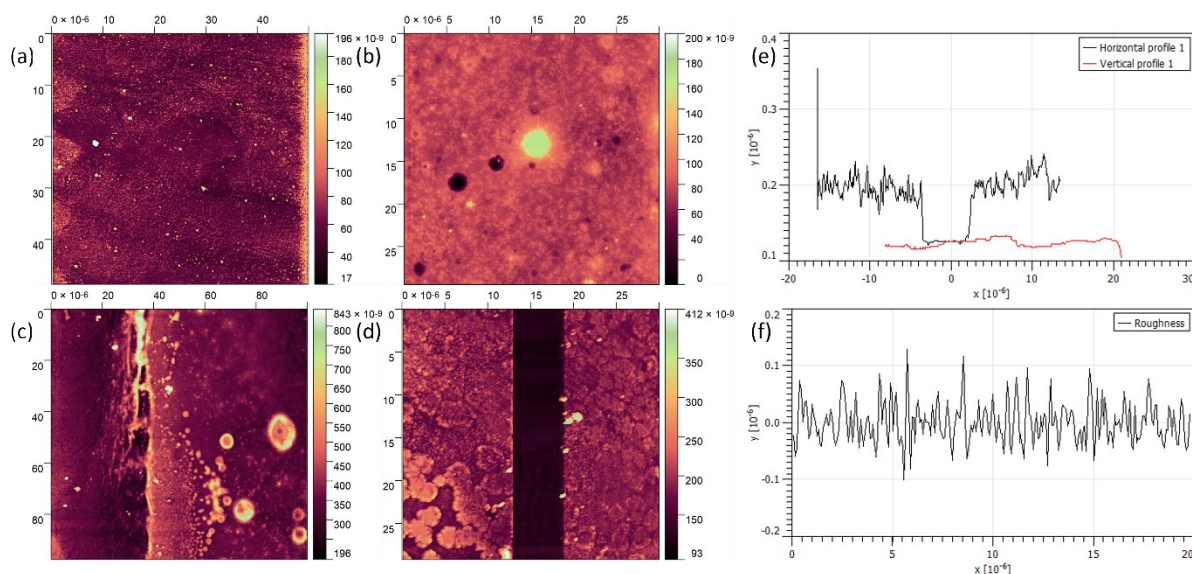 (a)
0 × 10⁻⁶ 20 40
0
10
20
30
40
196 × 10⁻⁹
180
160
140
120
100
80
60
40
17
(b)
0 × 10⁻⁶ 5 10 15 20 25
0
5
10
15
20
25
200 × 10⁻⁹
180
160
140
120
100
80
60
40
20
0
(c)
0 × 10⁻⁶ 20 40 60 80
0
20
40
60
80
843 × 10⁻⁹
750
700
650
600
550
500
450
400
350
300
196
(d)
0 × 10⁻⁶ 5 10 15 20 25
0
5
10
15
20
25
412 × 10⁻⁹
350
300
250
200
150
93
(e)
Horizontal profile 1
Vertical profile 1
y [10⁻⁶]
0.4
0.3
0.2
0.1
-20 -10 0 10 20 30
x [10⁻⁶]
(f)
Roughness
y [10⁻⁶]
0.2
0.1
0.0
-0.1
-0.2
0 5 10 15 20
x [10⁻⁶]